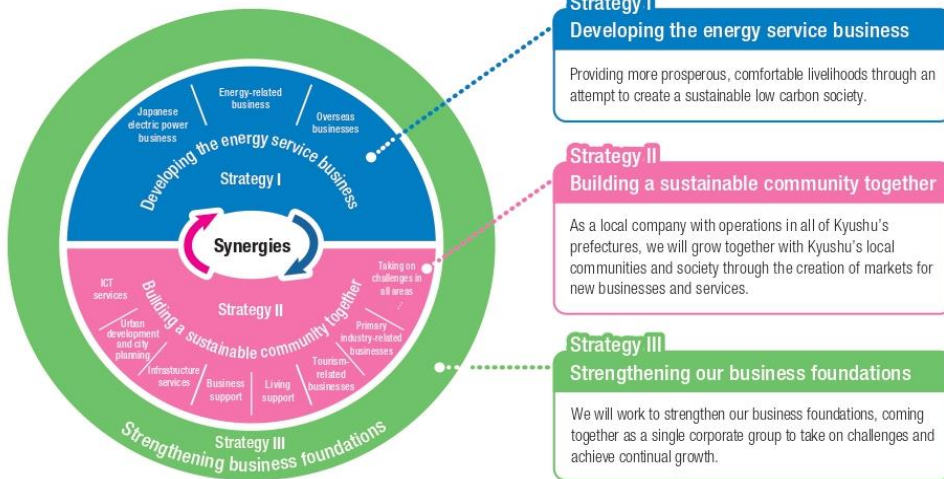 Japanese
electric power
business
Energy-related
business
Overseas
businesses
Developing the energy service business
Strategy I
Synergies
Strategy II
Building a sustainable community together
ICT
services
Urban
development
and city
planning
Infrastructure
services
Business
support
Living
support
Tourism-
related
businesses
Primary
industry-related
businesses
Taking on
challenges in
all areas
Strategy III
Strengthening business foundations
Strategy I
Developing the energy service business
Providing more prosperous, comfortable livelihoods through an
attempt to create a sustainable low carbon society.
Strategy II
Building a sustainable community together
As a local company with operations in all of Kyushu's
prefectures, we will grow together with Kyushu's local
communities and society through the creation of markets for
new businesses and services.
Strategy III
Strengthening our business foundations
We will work to strengthen our business foundations, coming
together as a single corporate group to take on challenges and
achieve continual growth.